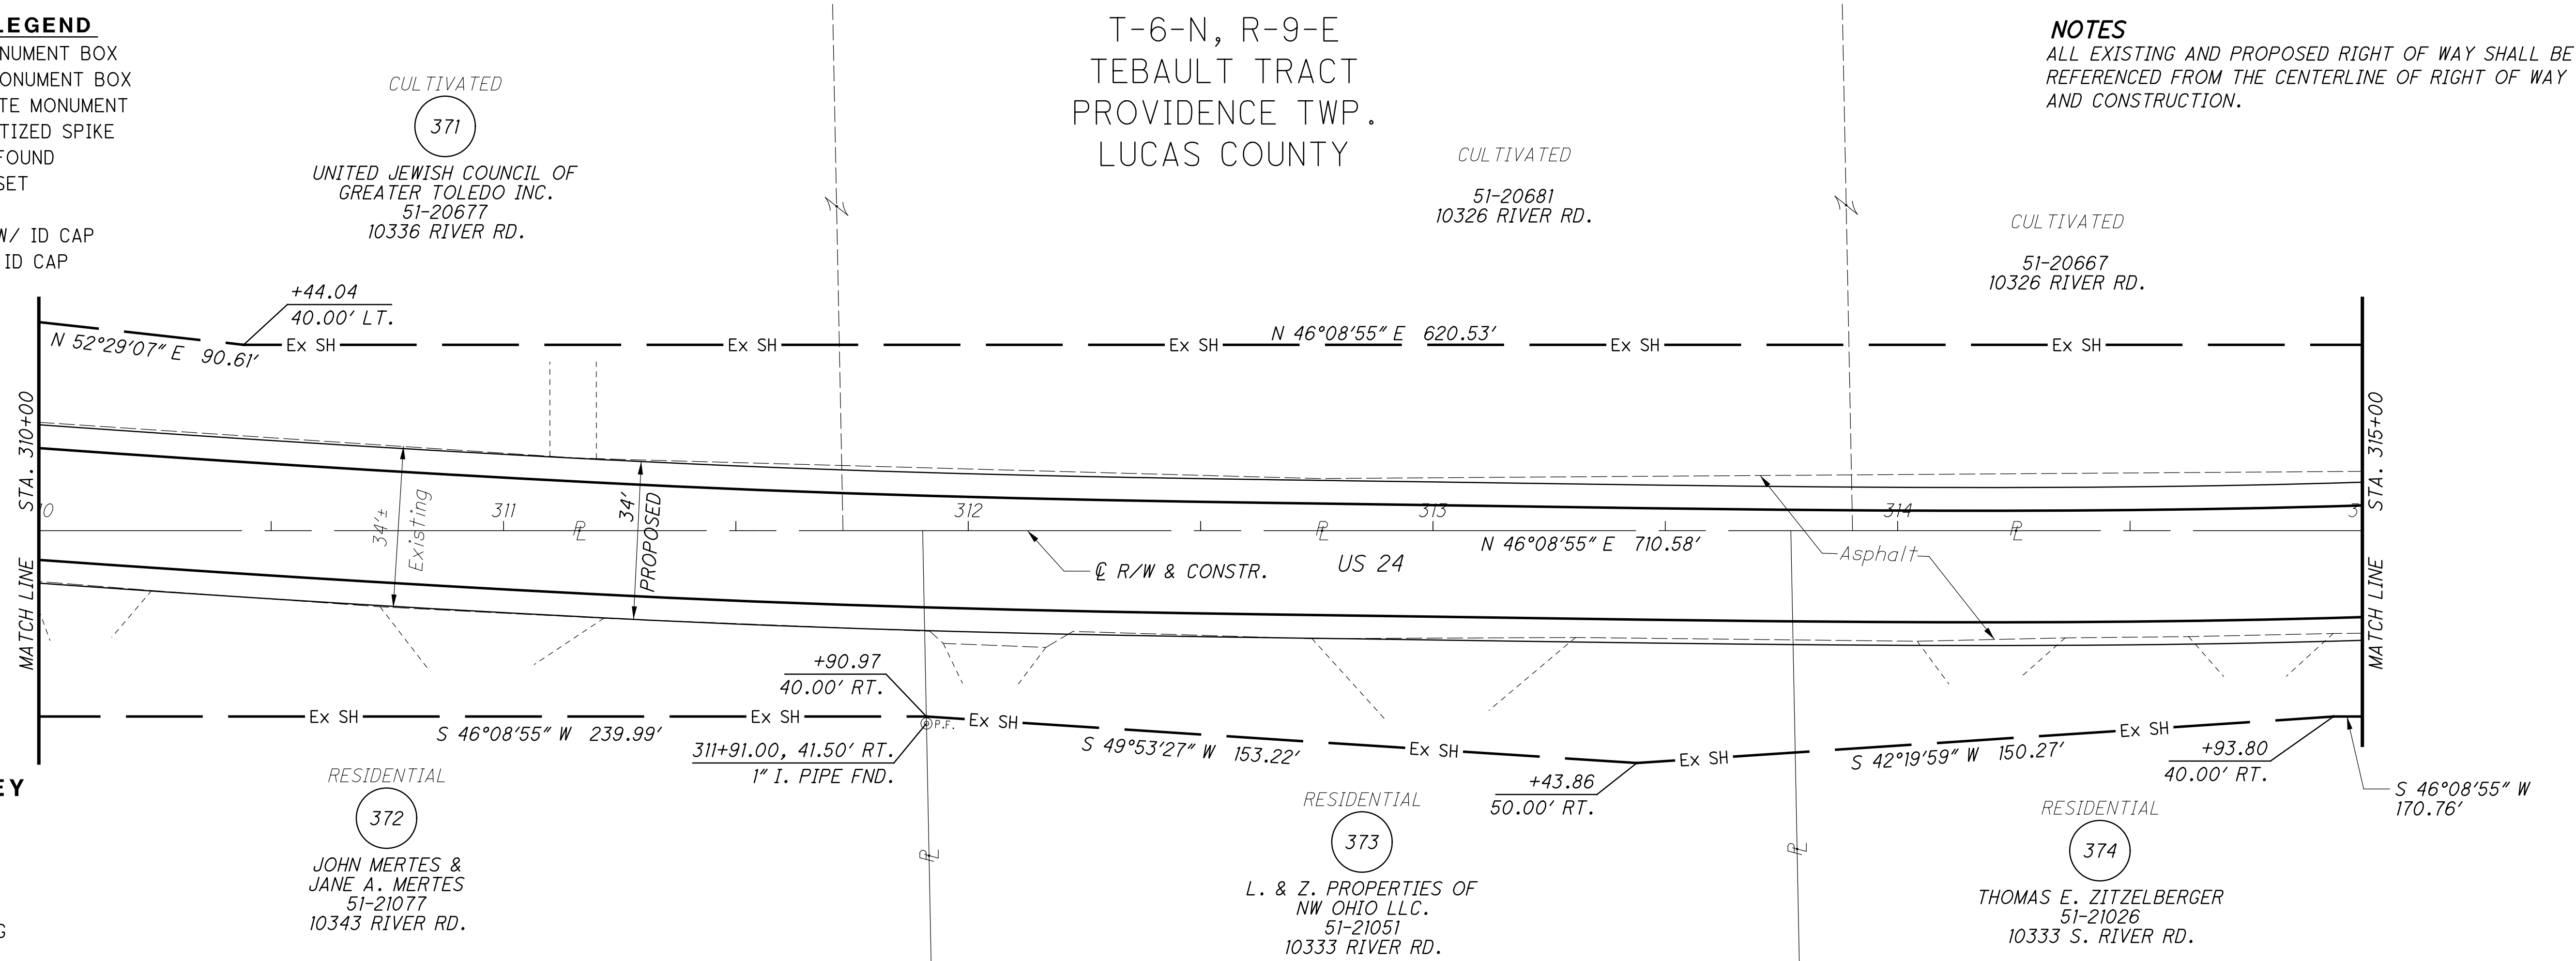 LEGEND
NUMENT BOX
ONUMENT BOX
TE MONUMENT
TIZED SPIKE
FOUND
SET
W/ ID CAP
ID CAP
T-6-N, R-9-E
TEBAULT TRACT
PROVIDENCE TWP.
LUCAS COUNTY
NOTES
ALL EXISTING AND PROPOSED RIGHT OF WAY SHALL BE
REFERENCED FROM THE CENTERLINE OF RIGHT OF WAY
AND CONSTRUCTION.
CULTIVATED
371
UNITED JEWISH COUNCIL OF
GREATER TOLEDO INC.
51-20677
10336 RIVER RD.
CULTIVATED
51-20681
10326 RIVER RD.
CULTIVATED
51-20667
10326 RIVER RD.
+44.04
40.00' LT.
N 52°29'07" E 90.61'
Ex SH
Ex SH
Ex SH
N 46°08'55" E 620.53'
Ex SH
Ex SH
MATCH LINE STA. 310+00
MATCH LINE STA. 315+00
34'±
Existing
34'
PROPOSED
10
311
312
313
314
3
PL
PL
PL
N 46°08'55" E 710.58'
CL R/W & CONSTR.
US 24
Asphalt
+90.97
40.00' RT.
Ex SH
Ex SH
P.F.
Ex SH
Ex SH
Ex SH
Ex SH
S 46°08'55" W 239.99'
311+91.00, 41.50' RT.
1" I. PIPE FND.
S 49°53'27" W 153.22'
S 42°19'59" W 150.27'
+43.86
50.00' RT.
+93.80
40.00' RT.
S 46°08'55" W
170.76'
EY
RESIDENTIAL
372
JOHN MERTES &
JANE A. MERTES
51-21077
10343 RIVER RD.
PL
RESIDENTIAL
373
L. & Z. PROPERTIES OF
NW OHIO LLC.
51-21051
10333 RIVER RD.
PL
RESIDENTIAL
374
THOMAS E. ZITZELBERGER
51-21026
10333 S. RIVER RD.
G